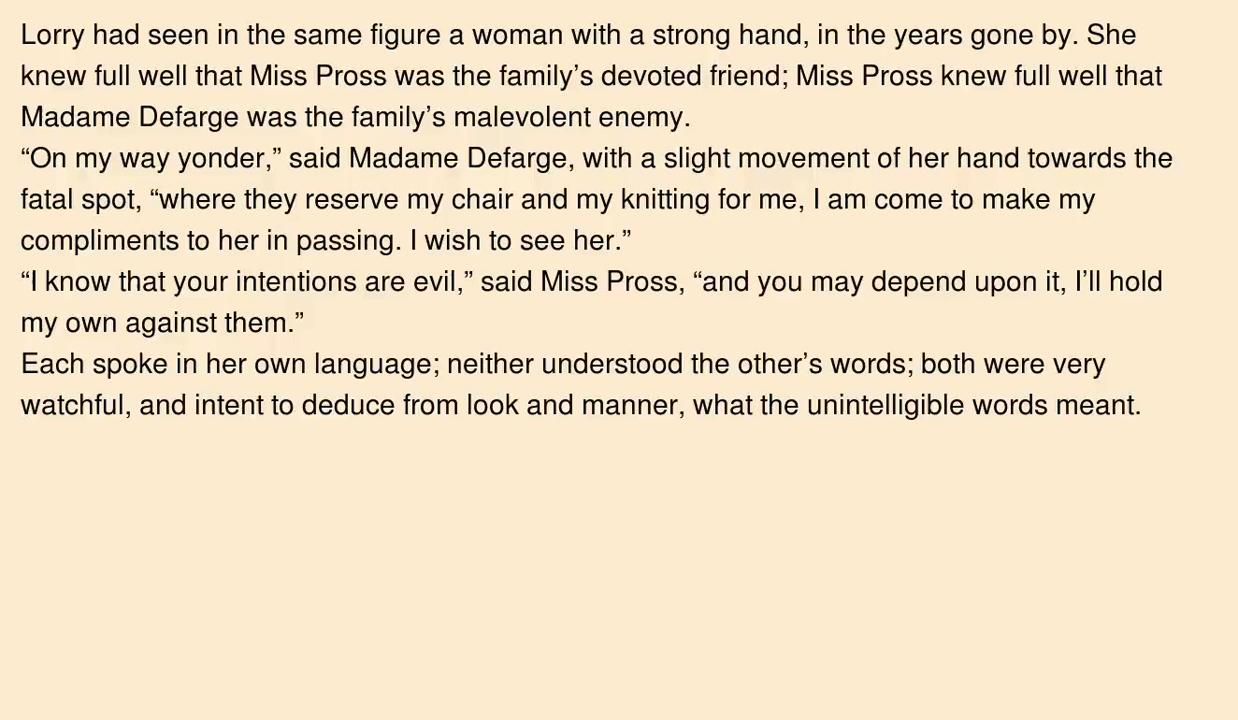 Lorry had seen in the same figure a woman with a strong hand, in the years gone by. She
knew full well that Miss Pross was the family’s devoted friend; Miss Pross knew full well that
Madame Defarge was the family’s malevolent enemy.
“On my way yonder,” said Madame Defarge, with a slight movement of her hand towards the
fatal spot, “where they reserve my chair and my knitting for me, I am come to make my
compliments to her in passing. I wish to see her.”
“I know that your intentions are evil,” said Miss Pross, “and you may depend upon it, I’ll hold
my own against them.”
Each spoke in her own language; neither understood the other’s words; both were very
watchful, and intent to deduce from look and manner, what the unintelligible words meant.